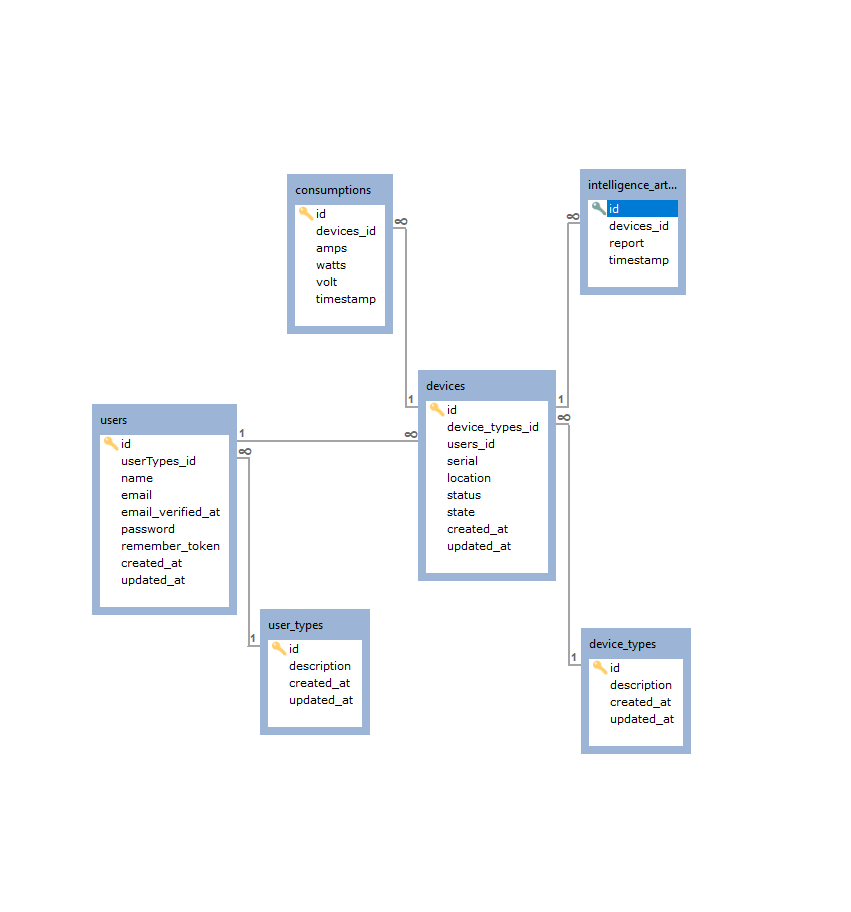 consumptions
id
devices_id
amps
watts
volt
timestamp
intelligence_art...
id
devices_id
report
timestamp
devices
id
device_types_id
users_id
serial
location
status
state
created_at
updated_at
users
id
userTypes_id
name
email
email_verified_at
password
remember_token
created_at
updated_at
user_types
id
description
created_at
updated_at
device_types
id
description
created_at
updated_at
∞
1
∞
1
1
∞
∞
1
∞
1